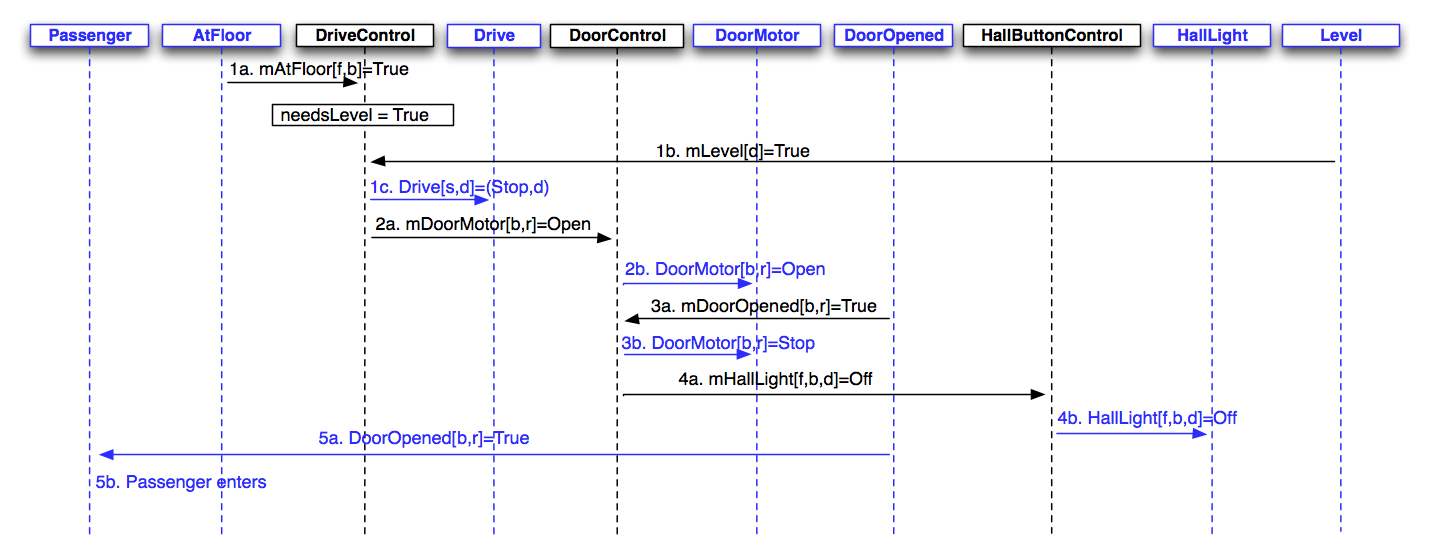 Passenger AtFloor DriveControl Drive DoorControl DoorMotor DoorOpened HallButtonControl HallLight Level
1a. mAtFloor[f,b]=True
needsLevel = True
1b. mLevel[d]=True
1c. Drive[s,d]=(Stop,d)
2a. mDoorMotor[b,r]=Open
2b. DoorMotor[b,r]=Open
3a. mDoorOpened[b,r]=True
3b. DoorMotor[b,r]=Stop
4a. mHallLight[f,b,d]=Off
4b. HallLight[f,b,d]=Off
5a. DoorOpened[b,r]=True
5b. Passenger enters